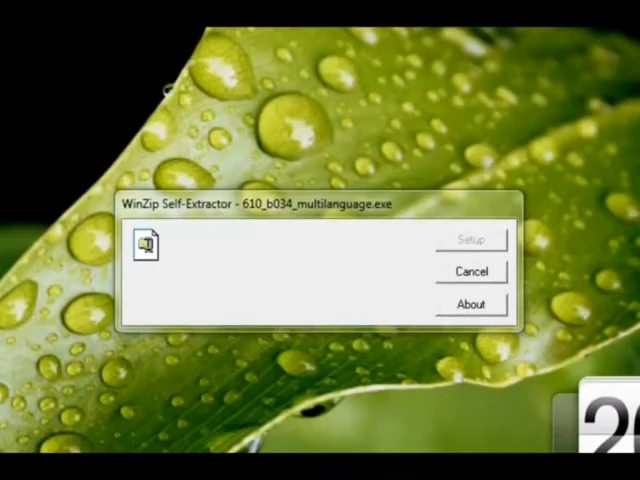 WinZip Self-Extractor - 610_b034_multilanguage.exe
Setup
Cancel
About